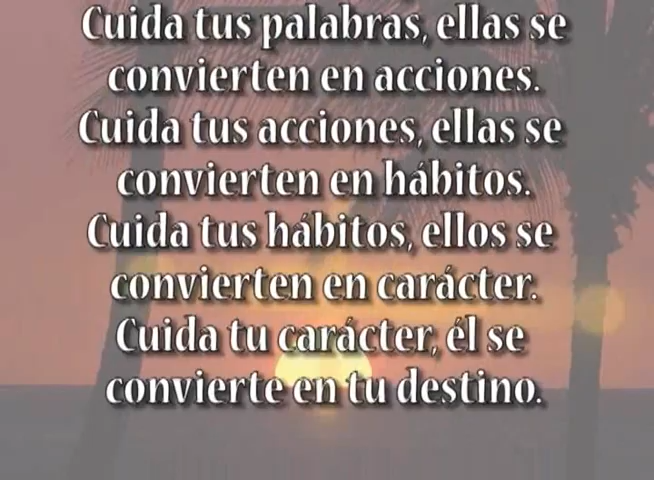 Cuida tus palabras, ellas se
convierten en acciones.
Cuida tus acciones, ellas se
convierten en hábitos.
Cuida tus hábitos, ellos se
convierten en carácter.
Cuida tu carácter, él se
convierte en tu destino.